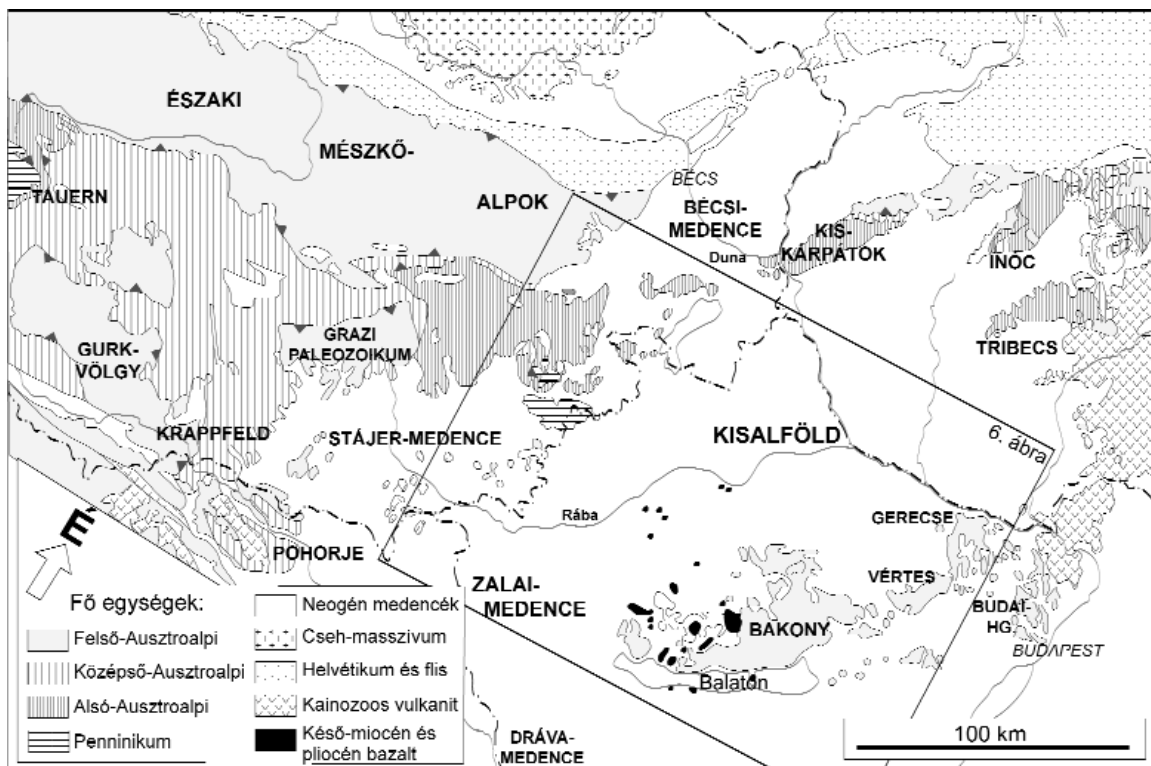 ÉSZAKI
MÉSZKŐ-
ALPOK
TAUERN
BÉCS
BÉCSI-
MEDENCE
Duna
KIS-
KÁRPÁTOK
INÓC
TRIBECS
GURK-
VÖLGY
GRAZI
PALEOZOIKUM
KRAPPFELD
STÁJER-MEDENCE
KISALFÖLD
6. ábra
Rába
GERECSE
É
POHORJE
ZALAI-
MEDENCE
VÉRTES
BUDAI-
HG.
BUDAPEST
BAKONY
Balaton
DRÁVA-
MEDENCE
100 km
Fő egységek:
Felső-Ausztroalpi
Középső-Ausztroalpi
Alsó-Ausztroalpi
Penninikum
Neogén medencék
Cseh-masszivum
Helvétikum és flis
Kainozoos vulkanit
Késő-miocén és
pliocén bazalt